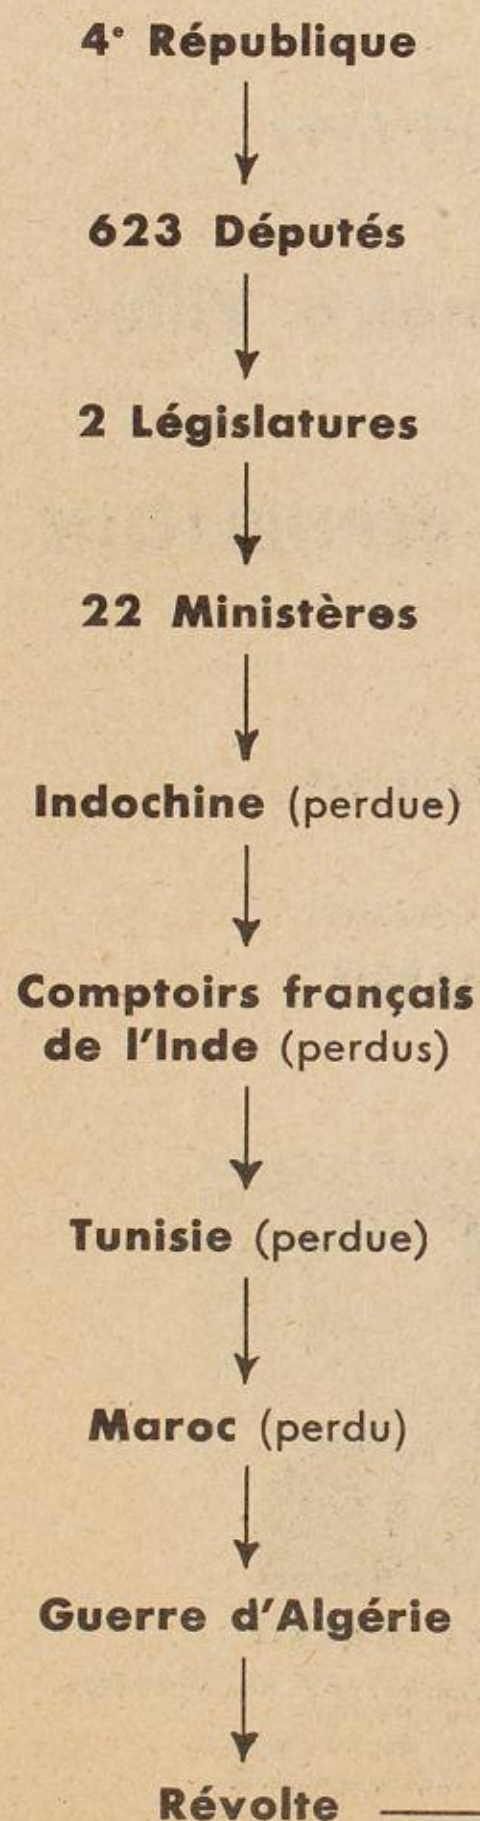 4e République
623 Députés
2 Législatures
22 Ministères
Indochine (perdue)
Comptoirs français
de l'Inde (perdus)
Tunisie (perdue)
Maroc (perdu)
Guerre d'Algérie
Révolte